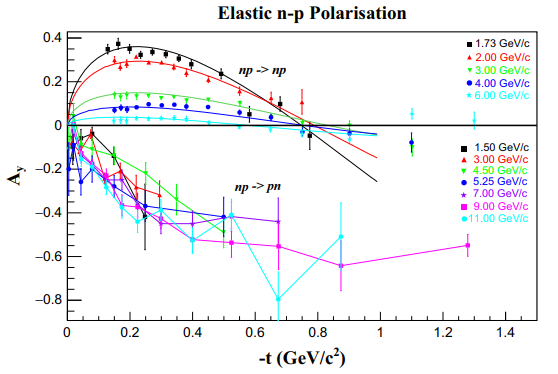 Elastic n-p Polarisation
0.4
0.2
0
−0.2
−0.4
−0.6
−0.8
A_y
np -> np
np -> pn
1.73 GeV/c
2.00 GeV/c
3.00 GeV/c
4.00 GeV/c
6.00 GeV/c
1.50 GeV/c
3.00 GeV/c
4.50 GeV/c
5.25 GeV/c
7.00 GeV/c
9.00 GeV/c
11.00 GeV/c
0 0.2 0.4 0.6 0.8 1 1.2 1.4
-t (GeV/c²)